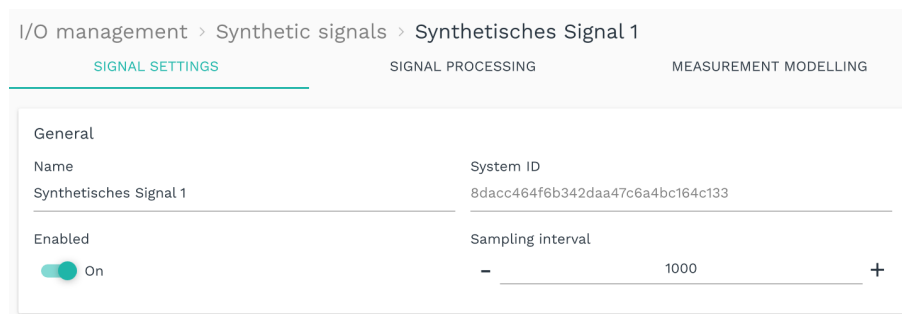 I/O management > Synthetic signals > Synthetisches Signal 1
SIGNAL SETTINGS SIGNAL PROCESSING MEASUREMENT MODELLING
General
Name System ID
Synthetisches Signal 1 8dacc464f6b342daa47c6a4bc164c133
Enabled Sampling interval
On - 1000 +